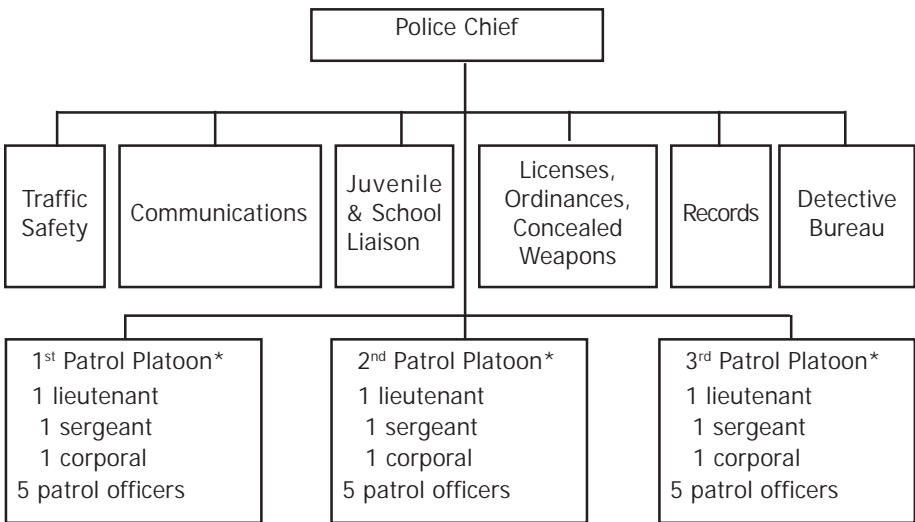 Police Chief
Traffic
Safety
Communications
Juvenile
& School
Liaison
Licenses,
Ordinances,
Concealed
Weapons
Records
Detective
Bureau
1st Patrol Platoon*
1 lieutenant
1 sergeant
1 corporal
5 patrol officers
2nd Patrol Platoon*
1 lieutenant
1 sergeant
1 corporal
5 patrol officers
3rd Patrol Platoon*
1 lieutenant
1 sergeant
1 corporal
5 patrol officers